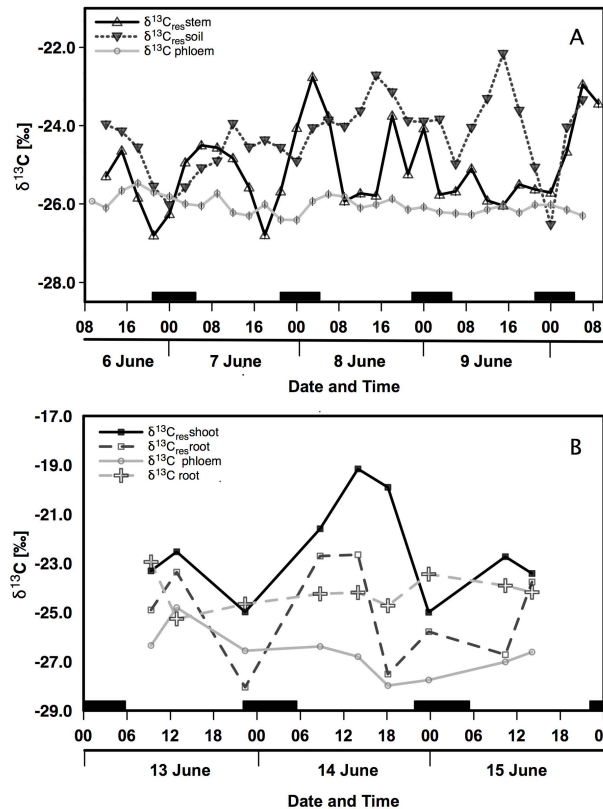 -21.0
δ13Cresstem
δ13Cressoil
δ13C phloem
A
-22.0
-24.0
-26.0
-28.0
δ13C [‰]
08 16 00 08 16 00 08 16 00 08 16 00 08
6 June 7 June 8 June 9 June
Date and Time
-17.0
δ13Cresshoot
δ13Cresroot
δ13C phloem
δ13C root
B
-19.0
-21.0
-23.0
-25.0
-27.0
-29.0
δ13C [‰]
00 06 12 18 00 06 12 18 00 06 12 18 00
13 June 14 June 15 June
Date and Time